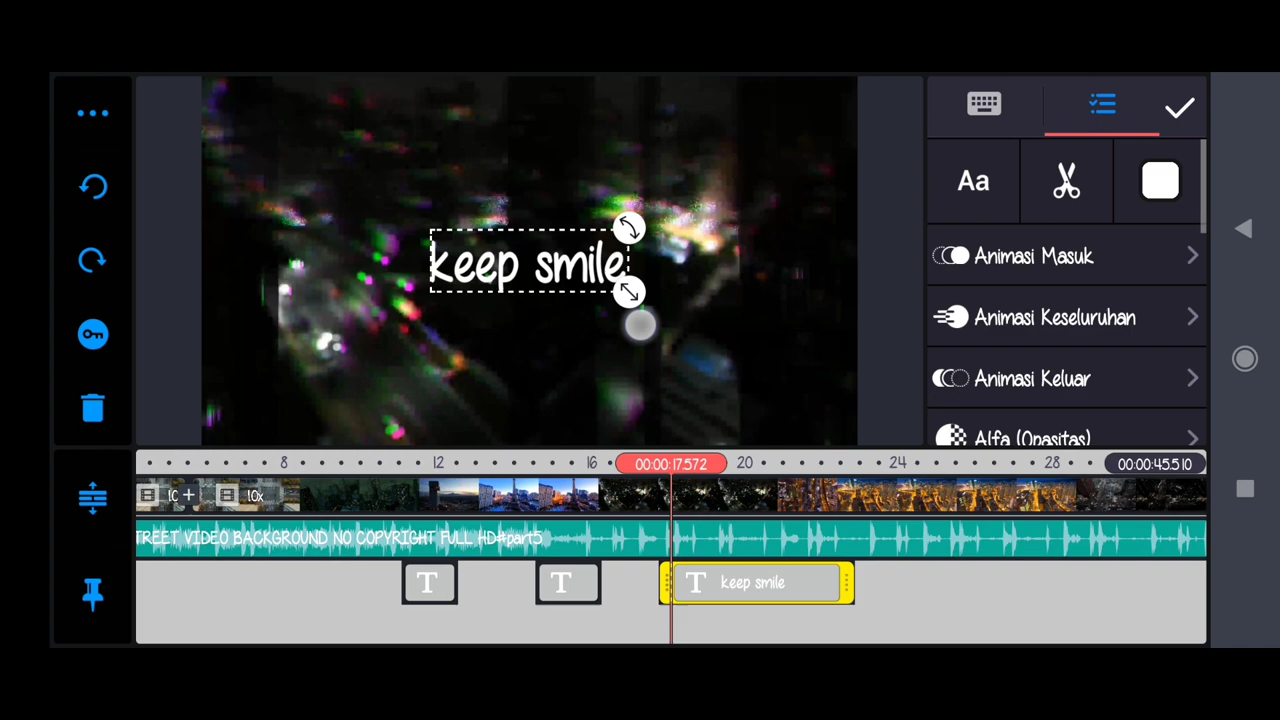 keep smile
Aa
Animasi Masuk
Animasi Keseluruhan
Animasi Keluar
Alfa (Opasitas)
8 12 16 00:00:17.572 20 24 28 00:00:45.510
10x
TREET VIDEO BACKGROUND NO COPYRIGHT FULL HD#part5
T T T keep smile